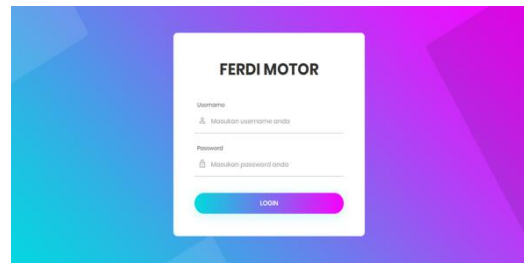 FERDI MOTOR
Username
Masukan username anda
Password
Masukan password anda
LOGIN